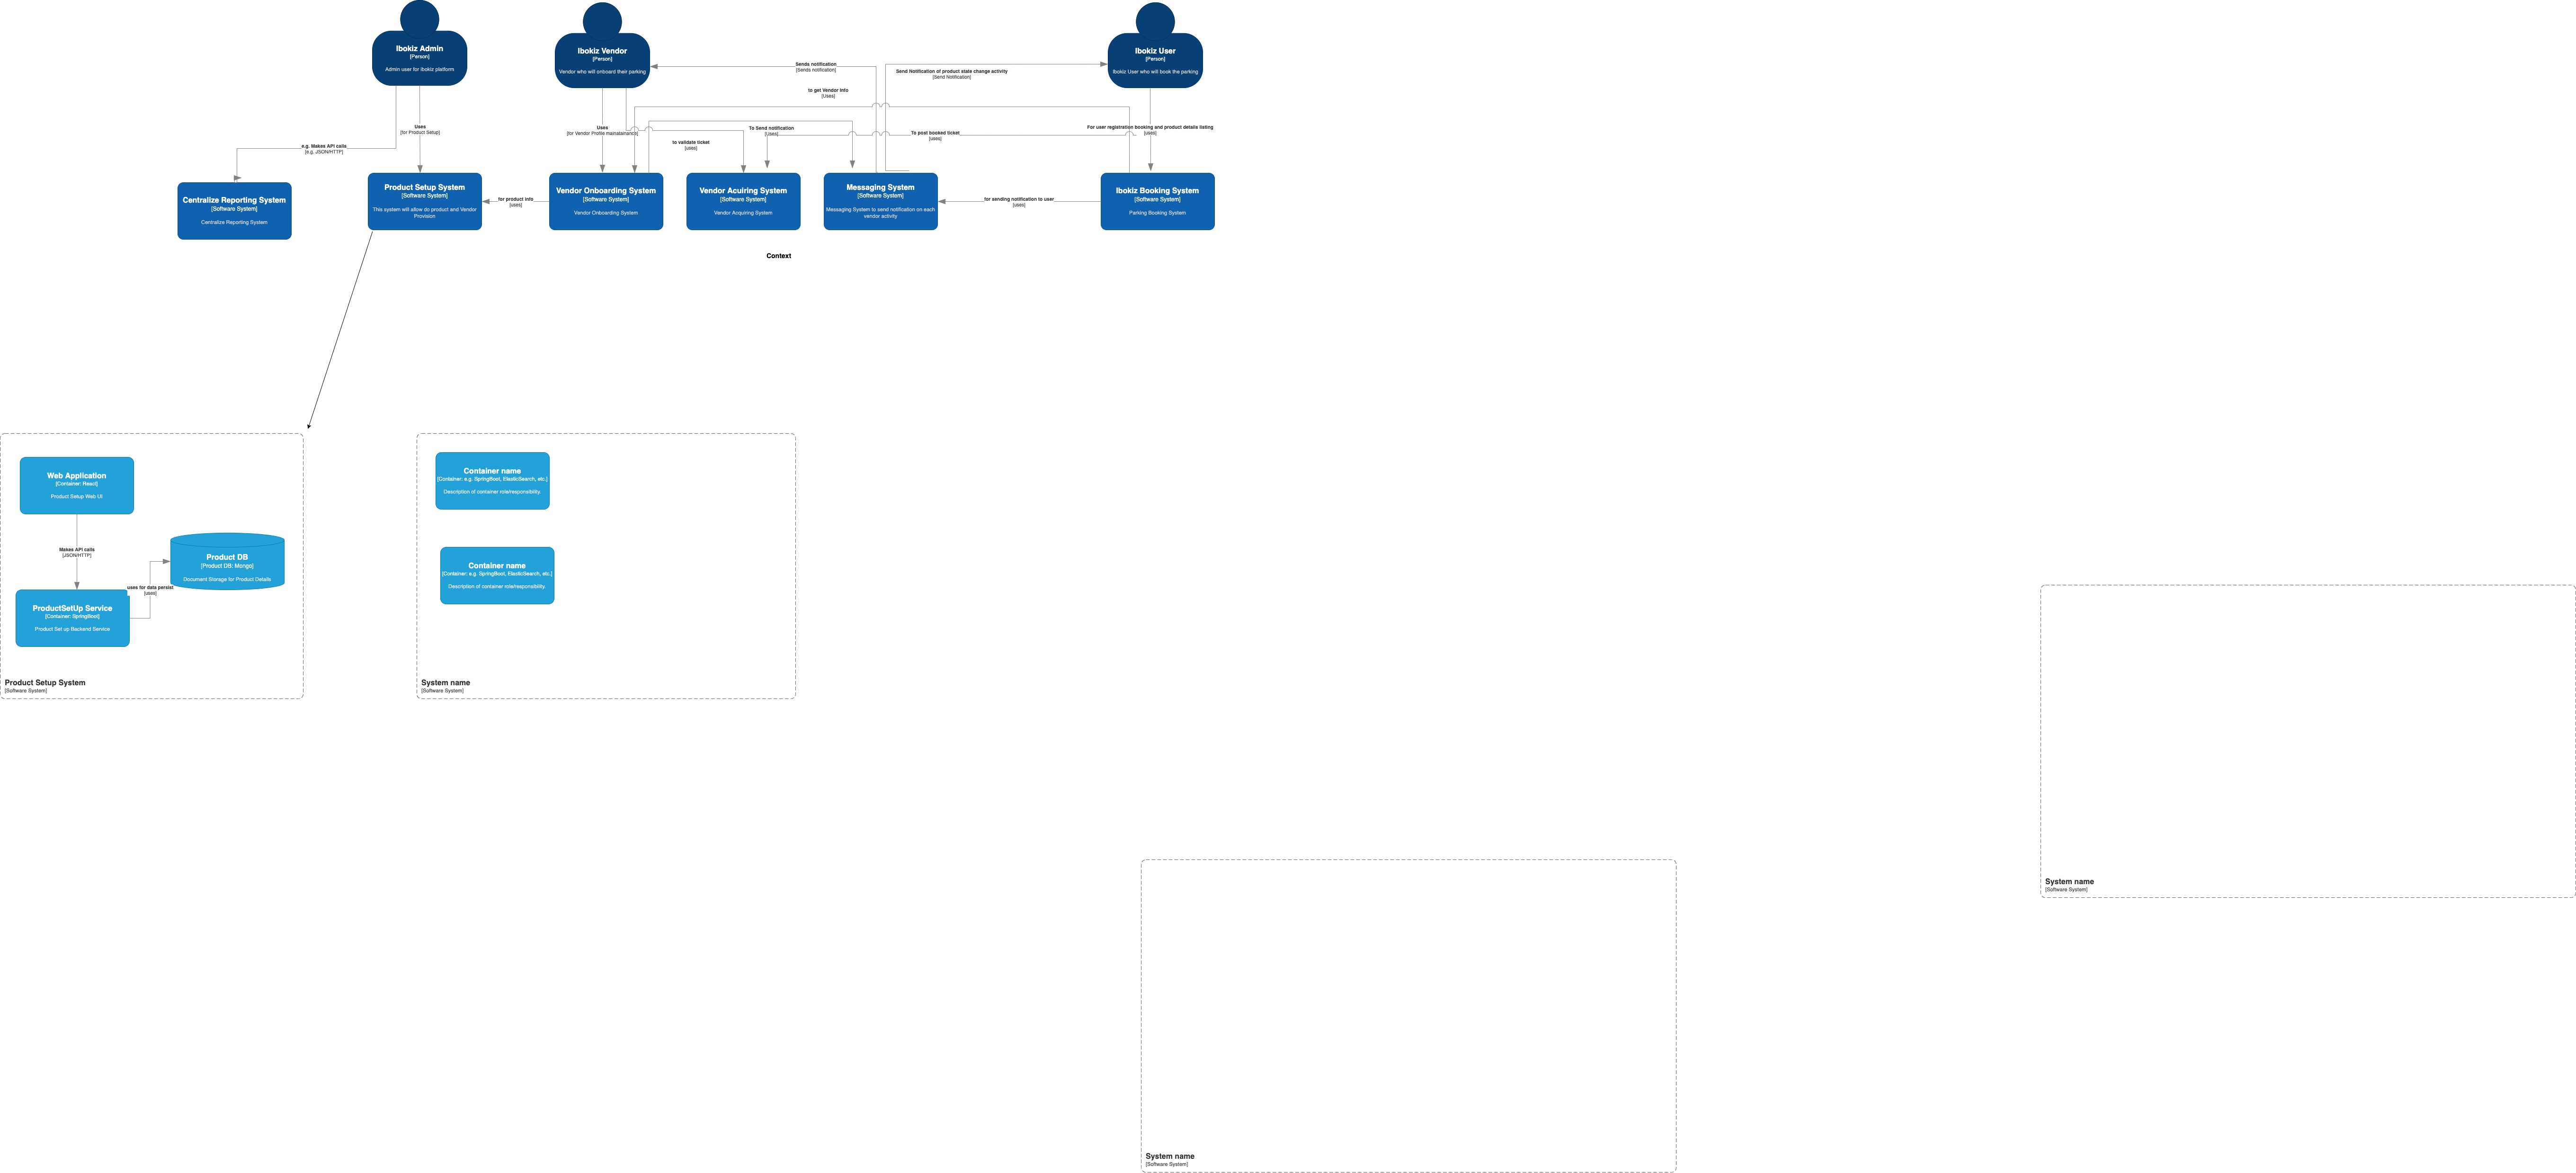 Ibokiz Admin
[Person]
Admin user for Ibokiz platform
Ibokiz Vendor
[Person]
Vendor who will onboard their parking
Ibokiz User
[Person]
Ibokiz User who will book the parking
Sends notification
[Sends notification]
Send Notification of product state change activity
[Send Notification]
to get Vendor Info
[Uses]
Uses
[for Product Setup]
Uses
[for Vendor Profile mamatainance]
To Send notification
[Uses]
To post booked ticket
[uses]
For user registration booking and product details listing
[uses]
e.g. Makes API calls
[e.g. JSON/HTTP]
to validate ticket
[uses]
Centralize Reporting System
[Software System]
Centralize Reporting System
Product Setup System
[Software System]
This system will allow do product and Vendor
Provision
for product info
[uses]
Vendor Onboarding System
[Software System]
Vendor Onboarding System
Vendor Acuiring System
[Software System]
Vendor Acquiring System
Messaging System
[Software System]
Messaging System to send notification on each
vendor activity
for sending notification to user
[uses]
Ibokiz Booking System
[Software System]
Parking Booking System
Context
Web Application
[Container: React]
Product Setup Web UI
Makes API calls
[JSON/HTTP]
Product DB
[Product DB: Mongo]
Document Storage for Product Details
uses for data persist
[uses]
ProductSetUp Service
[Container: SpringBoot]
Product Set up Backend Service
Product Setup System
[Software System]
Container name
[Container: e.g. SpringBoot, ElasticSearch, etc.]
Description of container role/responsibility.
Container name
[Container: e.g. SpringBoot, ElasticSearch, etc.]
Description of container role/responsibility.
System name
[Software System]
System name
[Software System]
System name
[Software System]